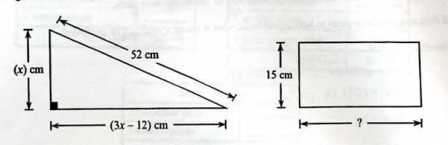 52 cm
(x) cm
(3x – 12) cm
15 cm
?